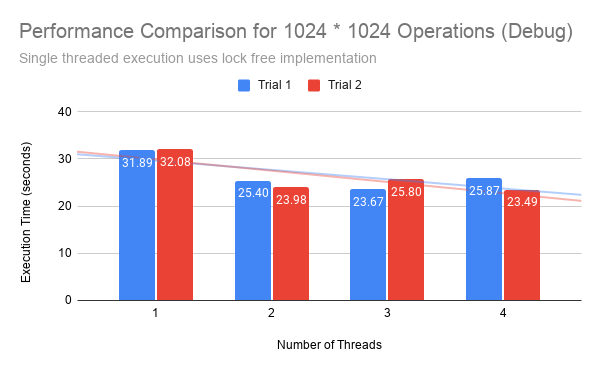 Performance Comparison for 1024 * 1024 Operations (Debug)
Single threaded execution uses lock free implementation
Trial 1 Trial 2
Execution Time (seconds)
40
30
20
10
0
31.89 32.08
25.40 23.98
23.67 25.80
25.87 23.49
1 2 3 4
Number of Threads